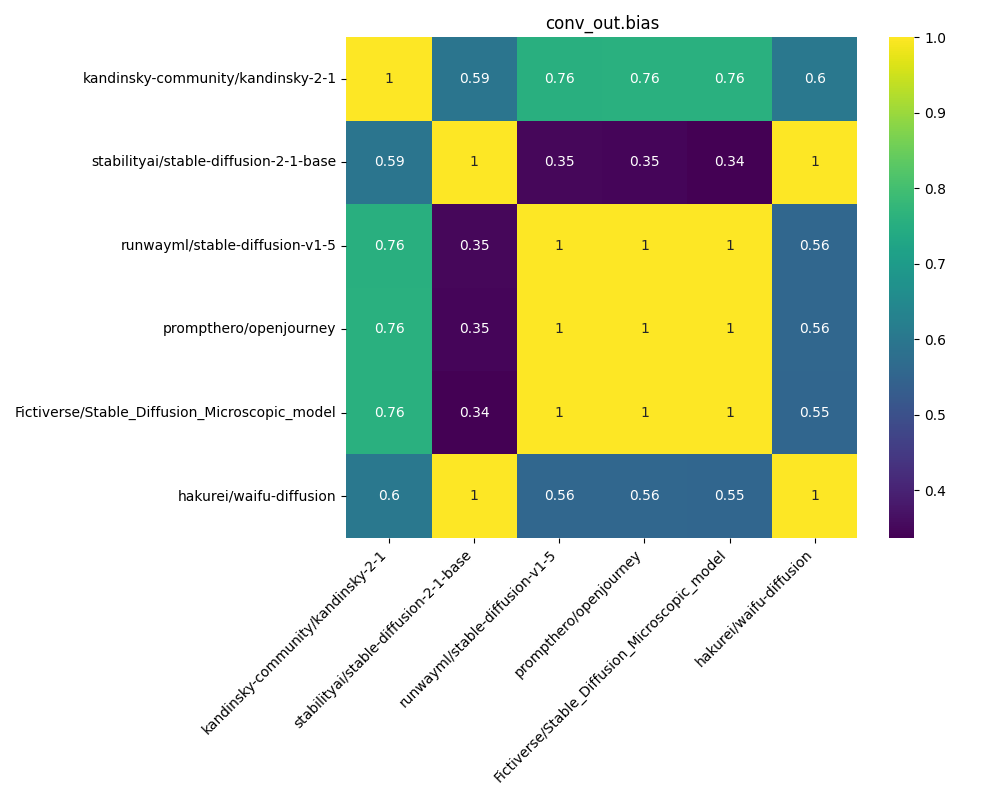 conv_out.bias
kandinsky-community/kandinsky-2-1
1 0.59 0.76 0.76 0.76 0.6
stabilityai/stable-diffusion-2-1-base
0.59 1 0.35 0.35 0.34 1
runwayml/stable-diffusion-v1-5
0.76 0.35 1 1 1 0.56
prompthero/openjourney
0.76 0.35 1 1 1 0.56
Fictiverse/Stable_Diffusion_Microscopic_model
0.76 0.34 1 1 1 0.55
hakurei/waifu-diffusion
0.6 1 0.56 0.56 0.55 1
kandinsky-community/kandinsky-2-1
stabilityai/stable-diffusion-2-1-base
runwayml/stable-diffusion-v1-5
prompthero/openjourney
Fictiverse/Stable_Diffusion_Microscopic_model
hakurei/waifu-diffusion
1.0
0.9
0.8
0.7
0.6
0.5
0.4